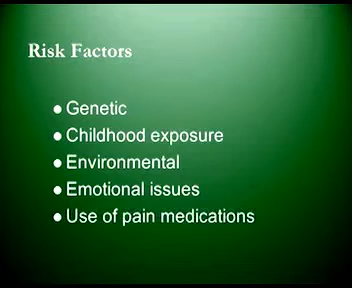 Risk Factors
● Genetic
● Childhood exposure
● Environmental
● Emotional issues
● Use of pain medications